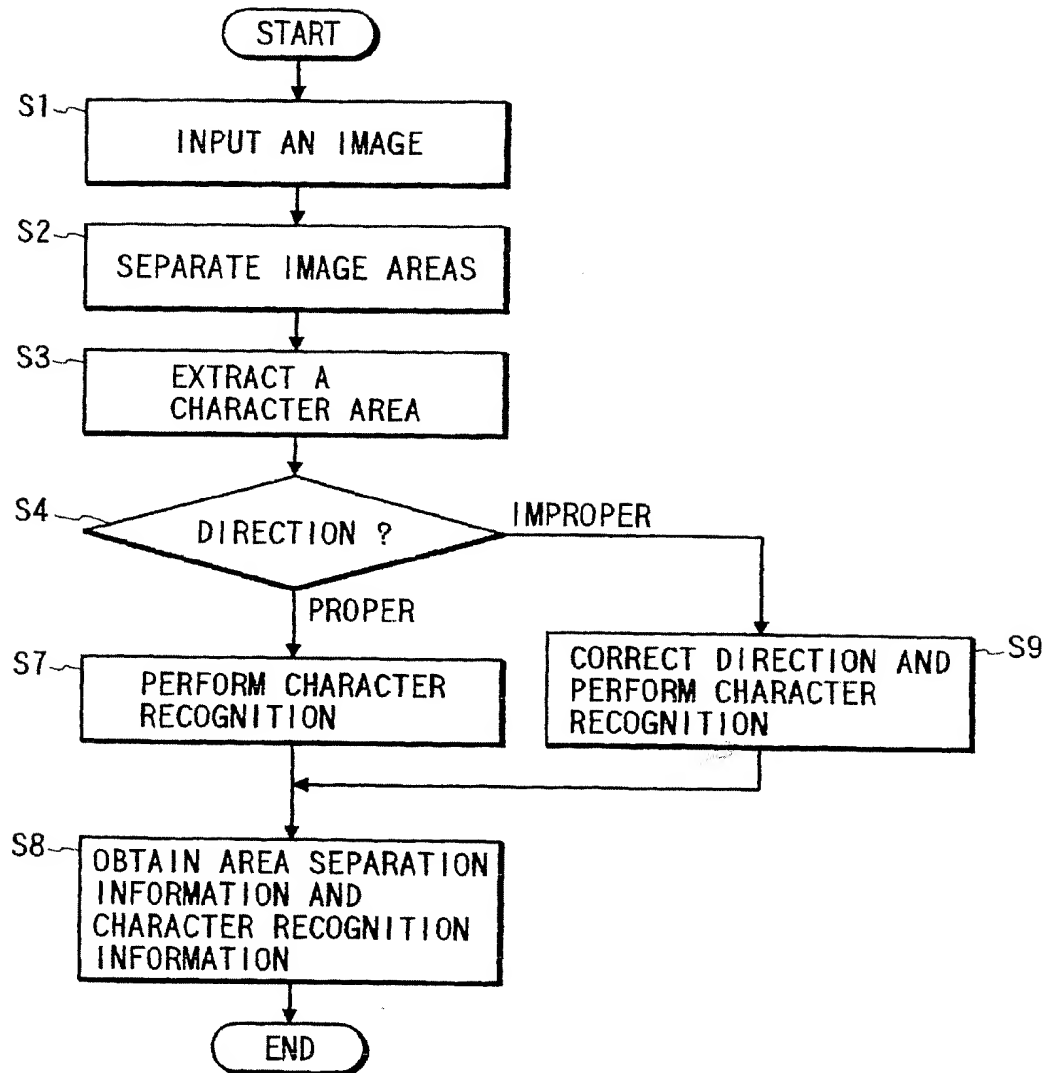 START
S1
INPUT AN IMAGE
S2
SEPARATE IMAGE AREAS
S3
EXTRACT A
CHARACTER AREA
S4
DIRECTION ?
IMPROPER
PROPER
S7
PERFORM CHARACTER
RECOGNITION
CORRECT DIRECTION AND
PERFORM CHARACTER
RECOGNITION
S9
S8
OBTAIN AREA SEPARATION
INFORMATION AND
CHARACTER RECOGNITION
INFORMATION
END